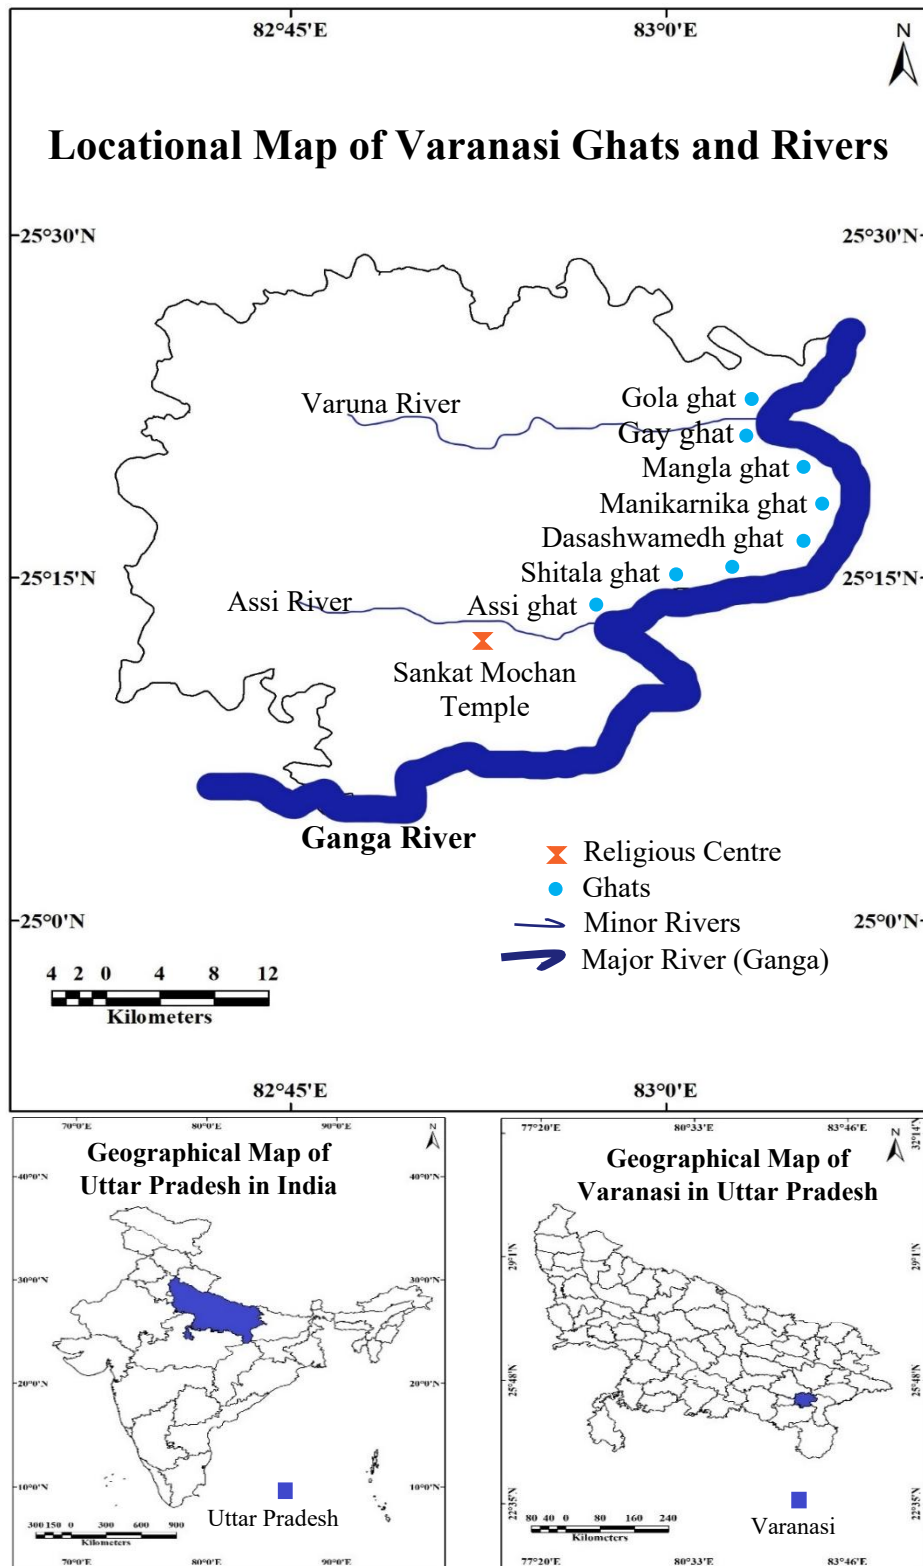 82°45'E 83°0'E
N
Locational Map of Varanasi Ghats and Rivers
25°30'N 25°30'N
Gola ghat
Varuna River
Gay ghat
Mangla ghat
Manikarnika ghat
Dasashwamedh ghat
Shitala ghat
25°15'N 25°15'N
Assi River
Assi ghat
Sankat Mochan
Temple
Ganga River
Religious Centre
Ghats
Minor Rivers
Major River (Ganga)
25°0'N 25°0'N
4 2 0 4 8 12
Kilometers
82°45'E 83°0'E
70°0'E 80°0'E 90°0'E
N
Geographical Map of
Uttar Pradesh in India
40°0'N 40°0'N
30°0'N 30°0'N
20°0'N 20°0'N
10°0'N 10°0'N
Uttar Pradesh
300 150 0 300 600 900
Kilometers
70°0'E 80°0'E 90°0'E
77°20'E 80°33'E 83°46'E
32°14'N
N
Geographical Map of
Varanasi in Uttar Pradesh
29°1'N 29°1'N
25°48'N 25°48'N
22°35'N 22°35'N
Varanasi
80 40 0 80 160 240
Kilometers
77°20'E 80°33'E 83°46'E